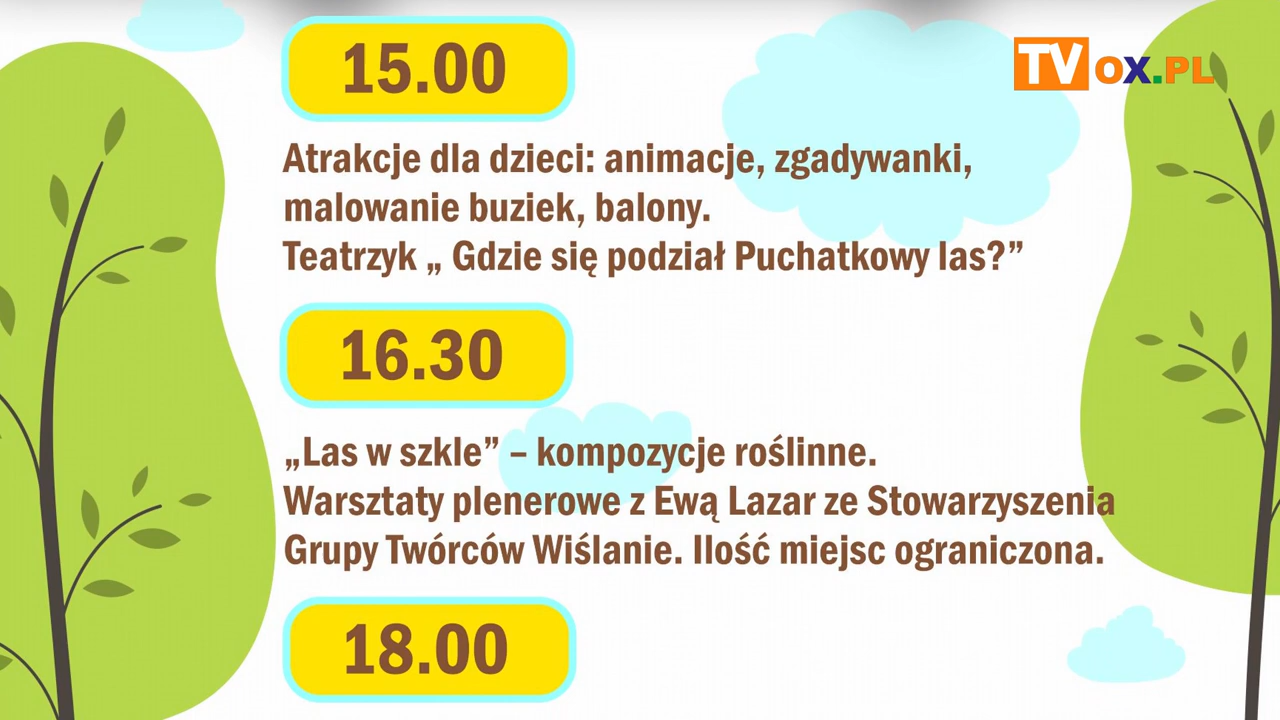 15.00
TVox.PL
Atrakcje dla dzieci: animacje, zgadywanki,
malowanie buziek, balony.
Teatrzyk „ Gdzie się podział Puchatkowy las?”
16.30
„Las w szkle” – kompozycje roślinne.
Warsztaty plenerowe z Ewą Lazar ze Stowarzyszenia
Grupy Twórców Wiślanie. Ilość miejsc ograniczona.
18.00